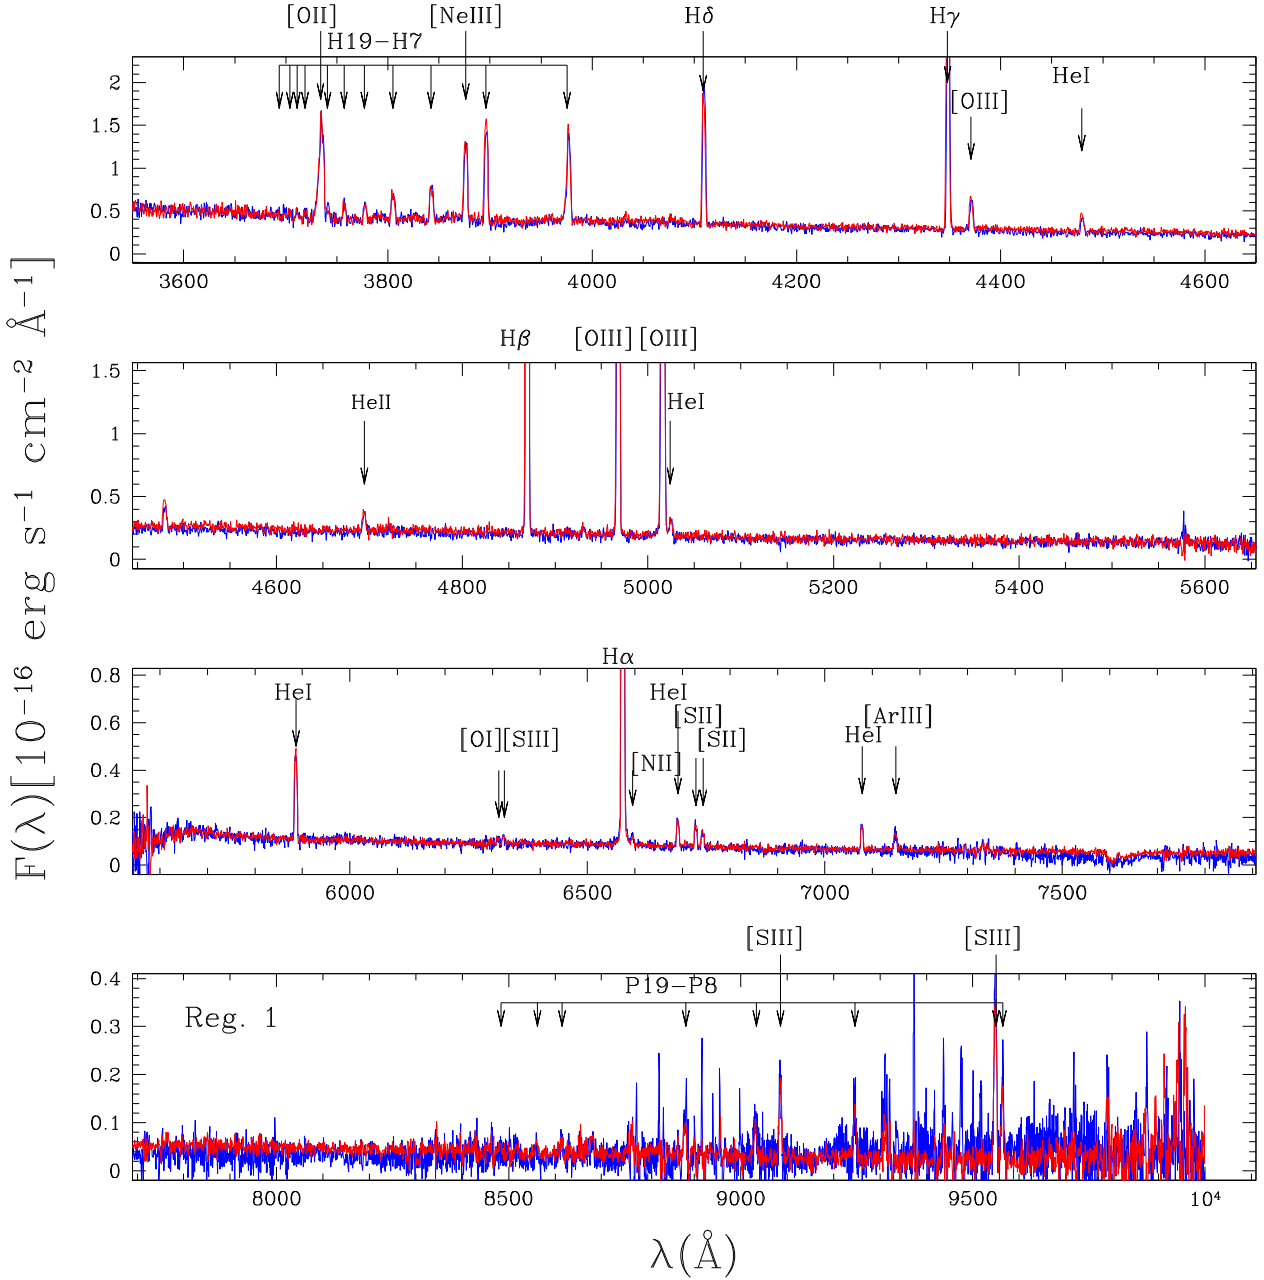 [OII] [NeIII] Hδ Hγ
H19−H7
HeI
[OIII]
2
1.5
1
0.5
0
3600 3800 4000 4200 4400 4600
Hβ [OIII] [OIII]
1.5
HeII HeI
1
0.5
0
4600 4800 5000 5200 5400 5600
Hα
0.8
HeI HeI
[SII] [ArIII]
[OI] [SIII] [SII] HeI
[NII]
0.6
0.4
0.2
0
6000 6500 7000 7500
[SIII] [SIII]
0.4
P19−P8
Reg. 1
0.3
0.2
0.1
0
8000 8500 9000 9500 10⁴
λ(Å)
F(λ)[10⁻¹⁶ erg s⁻¹ cm⁻² Å⁻¹]